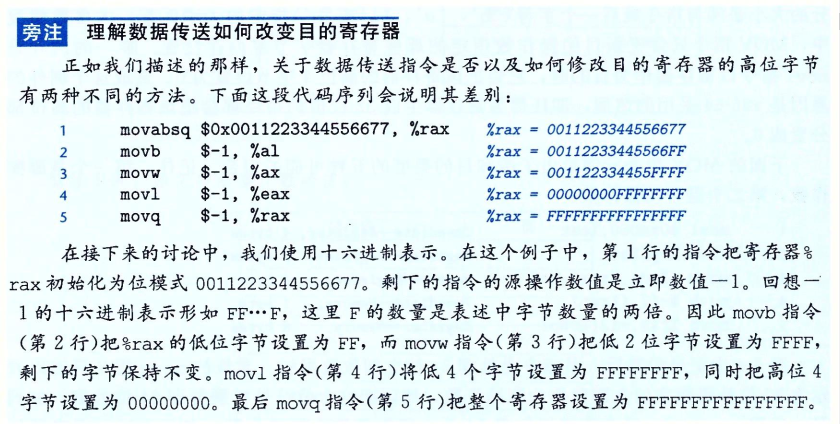 旁注 理解数据传送如何改变目的寄存器
正如我们描述的那样，关于数据传送指令是否以及如何修改目的寄存器的高位字节
有两种不同的方法。下面这段代码序列会说明其差别：
1 movabsq $0x0011223344556677, %rax %rax = 0011223344556677
2 movb $-1, %al %rax = 00112233445566FF
3 movw $-1, %ax %rax = 001122334455FFFF
4 movl $-1, %eax %rax = 00000000FFFFFFFF
5 movq $-1, %rax %rax = FFFFFFFFFFFFFFFF
在接下来的讨论中，我们使用十六进制表示。在这个例子中，第 1 行的指令把寄存器%
rax 初始化为位模式 0011223344556677。剩下的指令的源操作数值是立即数值－1。回想－
1 的十六进制表示形如 FF…F，这里 F 的数量是表述中字节数量的两倍。因此 movb 指令
(第 2 行)把%rax 的低位字节设置为 FF，而 movw 指令(第 3 行)把低 2 位字节设置为 FFFF，
剩下的字节保持不变。movl 指令(第 4 行)将低 4 个字节设置为 FFFFFFFF，同时把高位 4
字节设置为 00000000。最后 movq 指令(第 5 行)把整个寄存器设置为 FFFFFFFFFFFFFFFF。